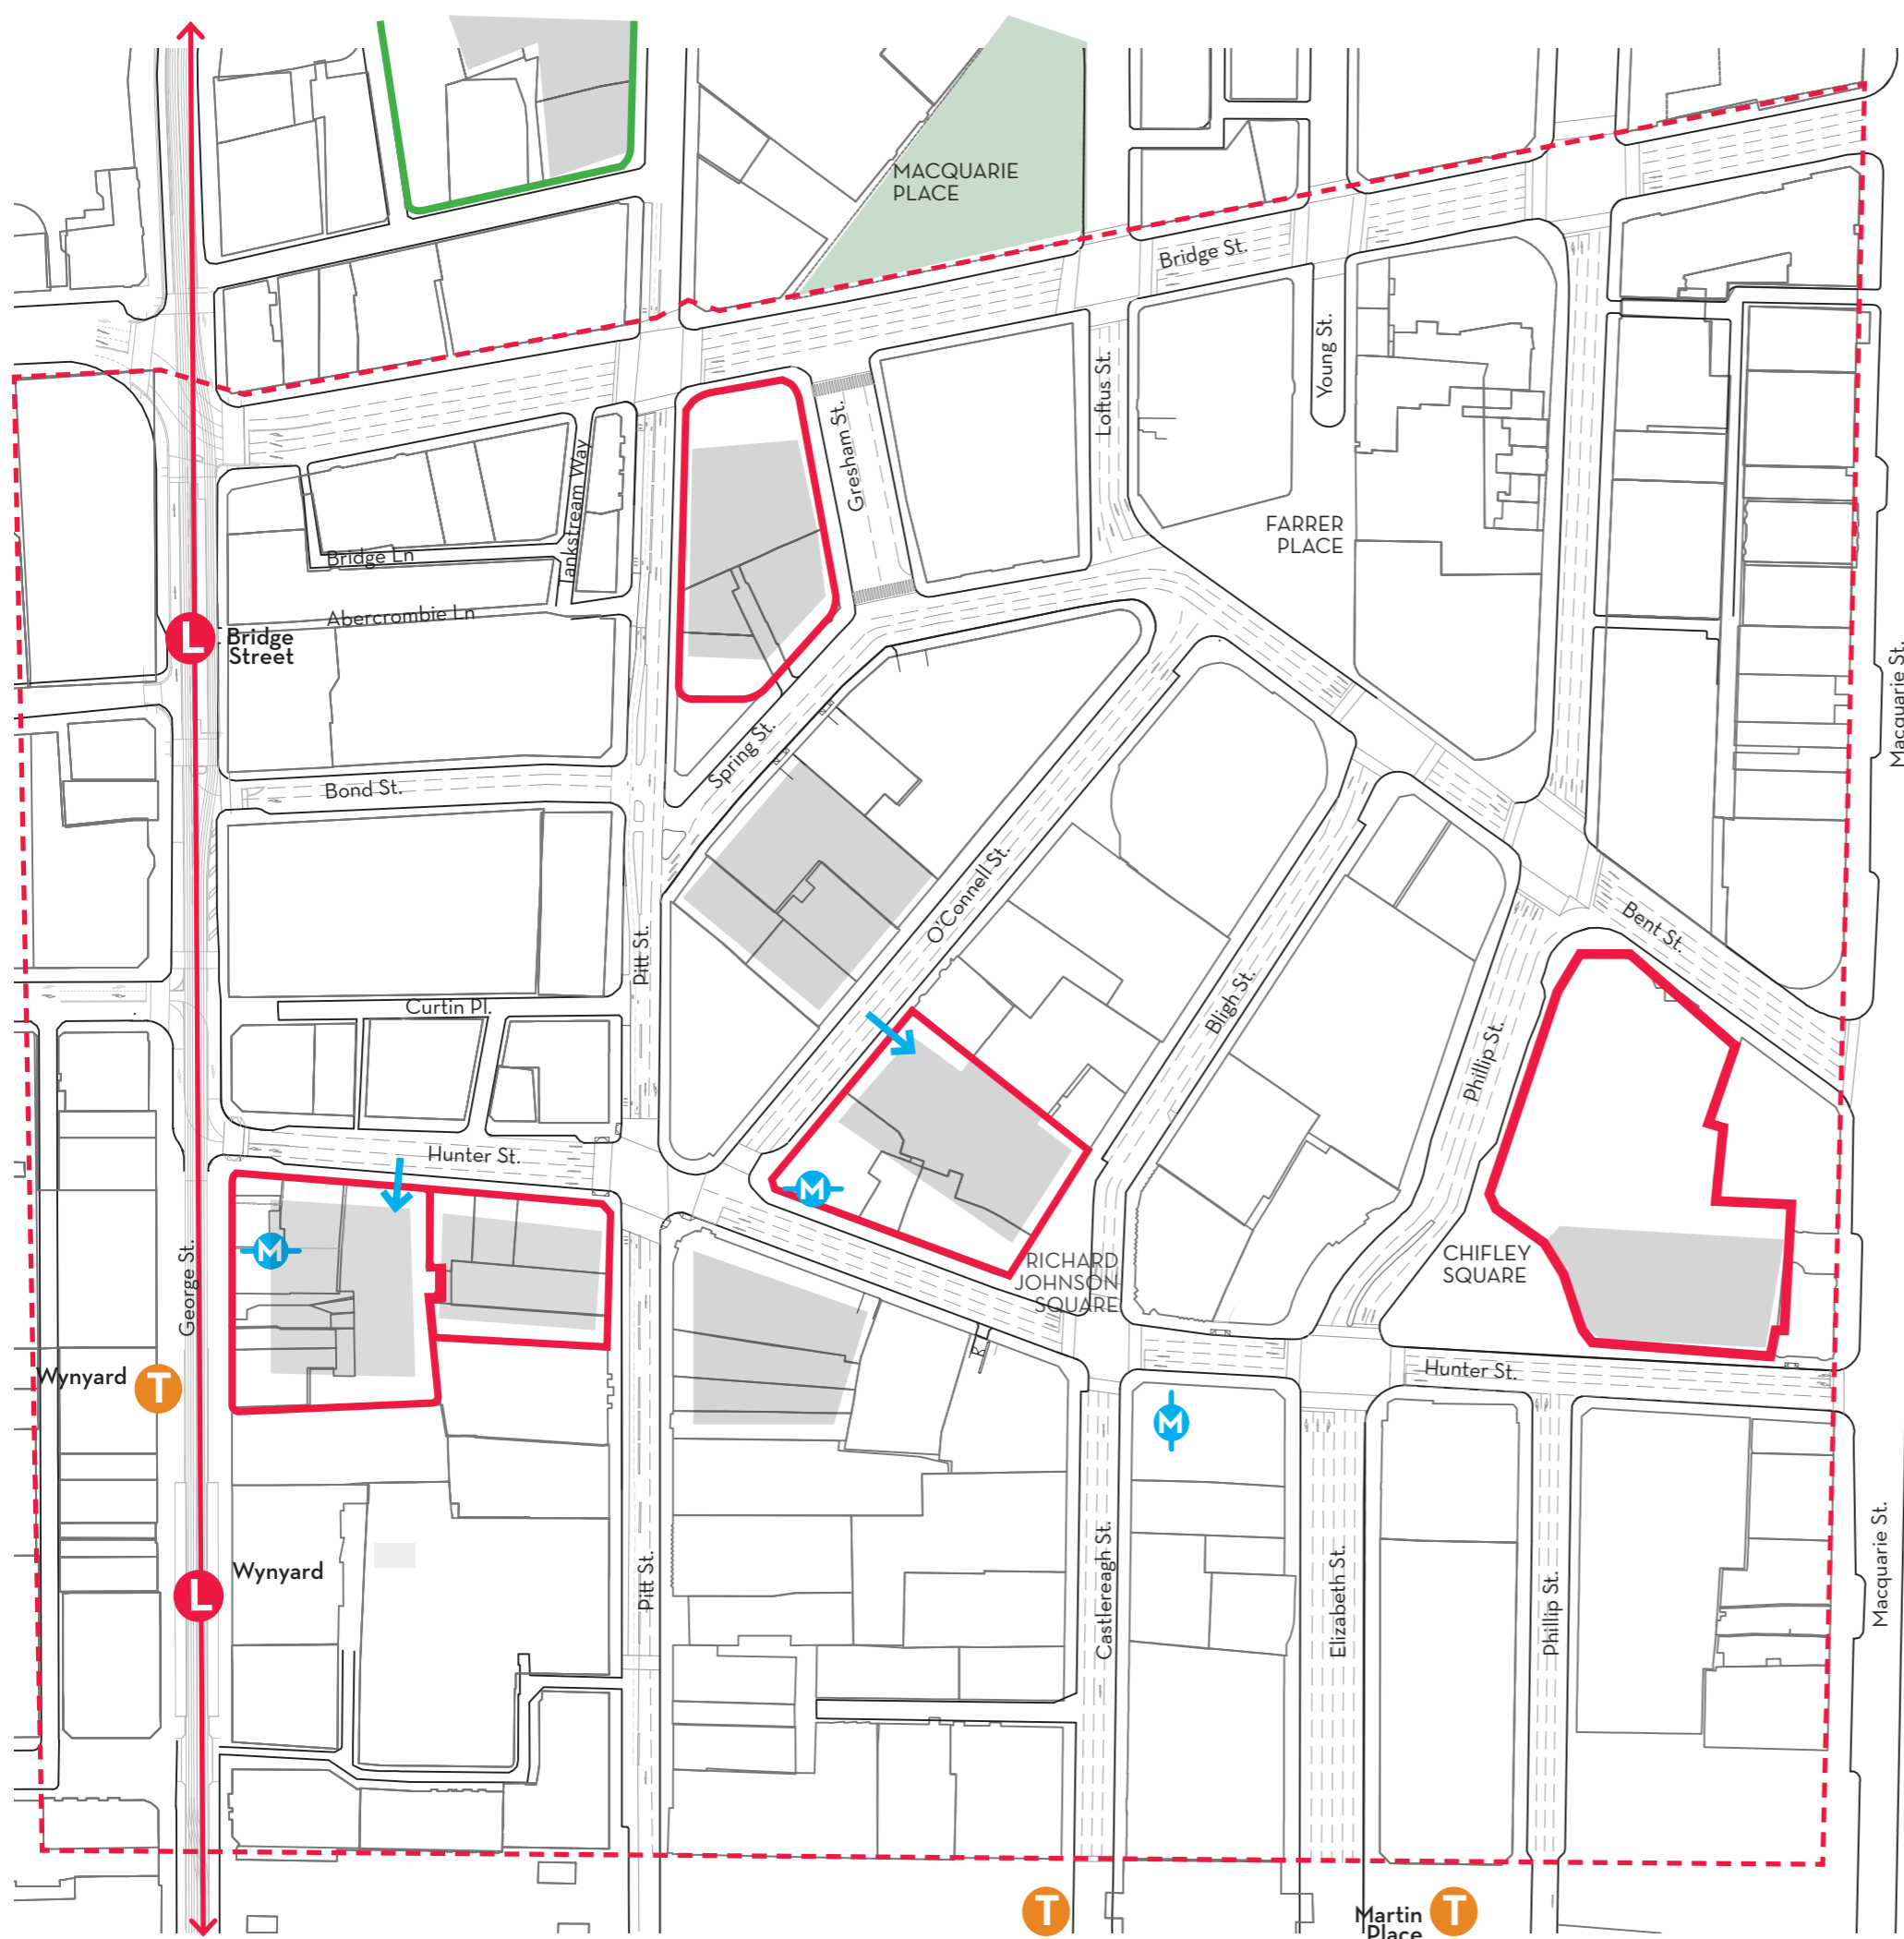 MACQUARIE
PLACE
Bridge St.
Young St.
Loftus St.
Gresham St.
Tankstream Way
FARRER
PLACE
Bridge Ln
Abercrombie Ln
L
Bridge
Street
Macquarie St.
Spring St.
Bond St.
O'Connell St.
Bent St.
Pitt St.
Curtin Pl.
Bligh St.
Phillip St.
Hunter St.
M
M
George St.
RICHARD
JOHNSON
SQUARE
CHIFLEY
SQUARE
Wynyard
T
Hunter St.
M
L
Wynyard
Pitt St.
Castlereagh St.
Elizabeth St.
Phillip St.
Macquarie St.
T
Martin
Place
T